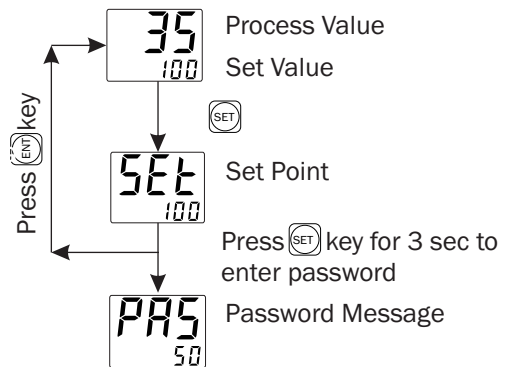 35 Process Value
100 Set Value
SET
Press ENT key
SEt Set Point
100
Press SET key for 3 sec to
enter password
PAS Password Message
50